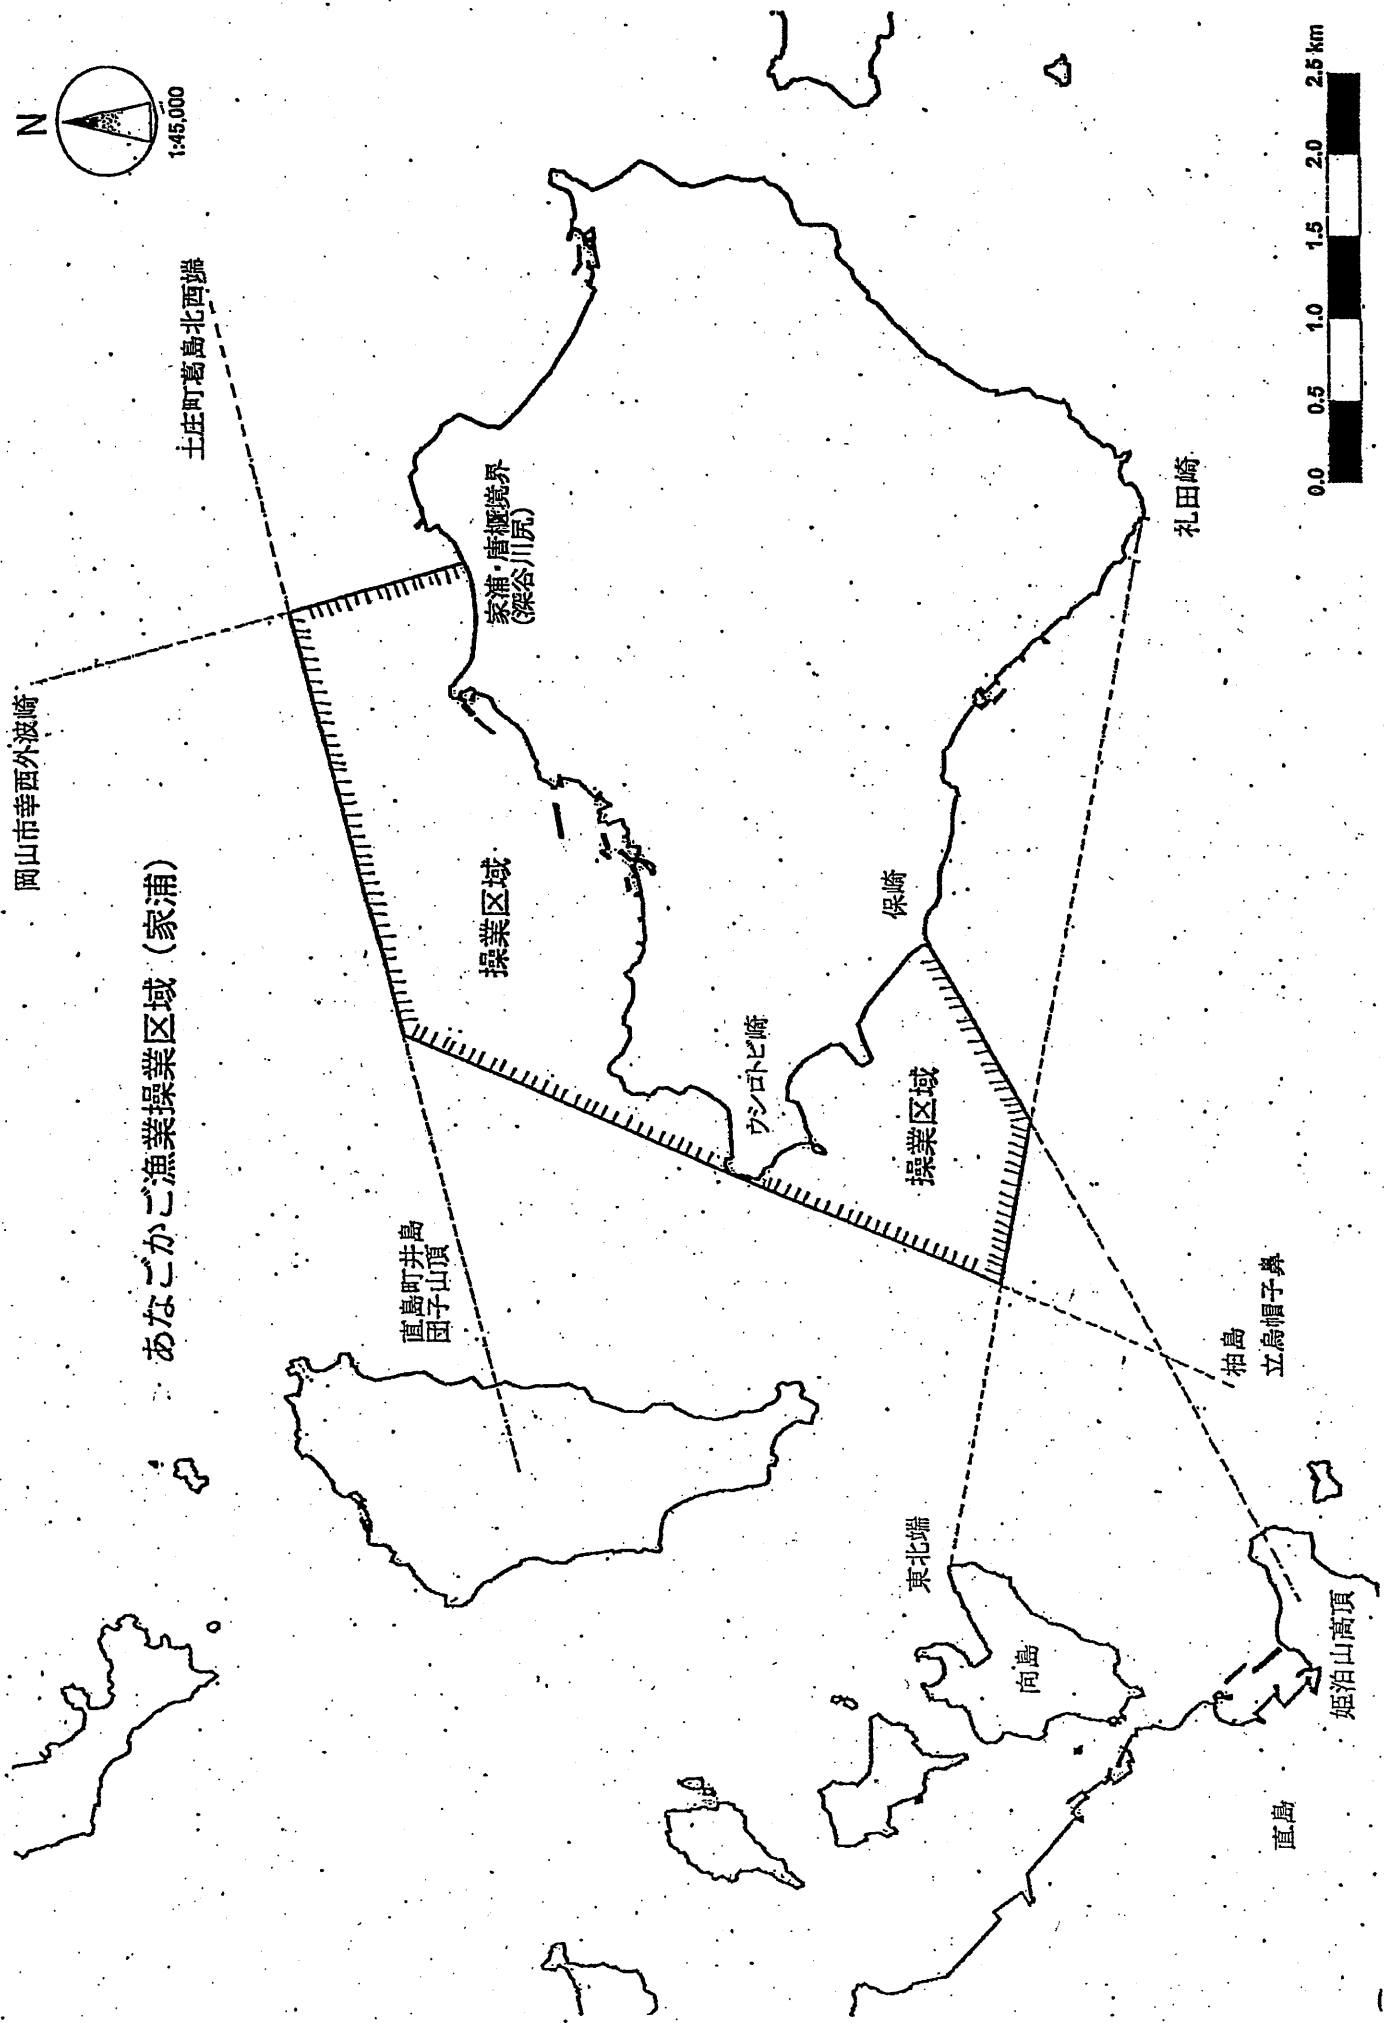 あなごかご漁業操業区域（家浦）
N
1:45,000
岡山市幸西外波崎
土庄町葛島北西端
家浦・唐櫃境界
（深谷川尻）
操業区域
直島町井島
団子山頂
ウシロトビ崎
保崎
操業区域
礼田崎
東北端
向島
柏島
立烏帽子鼻
姫泊山高頂
直島
0.0 0.5 1.0 1.5 2.0 2.5 km